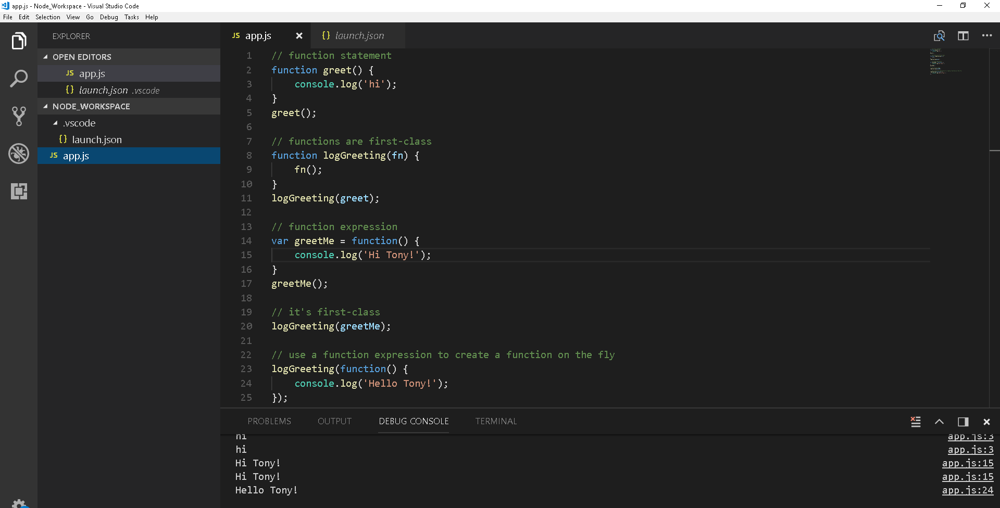 app.js - Node_Workspace - Visual Studio Code
File Edit Selection View Go Debug Tasks Help
EXPLORER
OPEN EDITORS
JS app.js
{} launch.json .vscode
NODE_WORKSPACE
.vscode
{} launch.json
JS app.js
JS app.js
{} launch.json
1 // function statement
2 function greet() {
3     console.log('hi');
4 }
5 greet();
6
7 // functions are first-class
8 function logGreeting(fn) {
9     fn();
10 }
11 logGreeting(greet);
12
13 // function expression
14 var greetMe = function() {
15     console.log('Hi Tony!');
16 }
17 greetMe();
18
19 // it's first-class
20 logGreeting(greetMe);
21
22 // use a function expression to create a function on the fly
23 logGreeting(function() {
24     console.log('Hello Tony!');
25 });
PROBLEMS OUTPUT DEBUG CONSOLE TERMINAL
hi app.js:3
hi app.js:3
Hi Tony! app.js:15
Hi Tony! app.js:15
Hello Tony! app.js:24